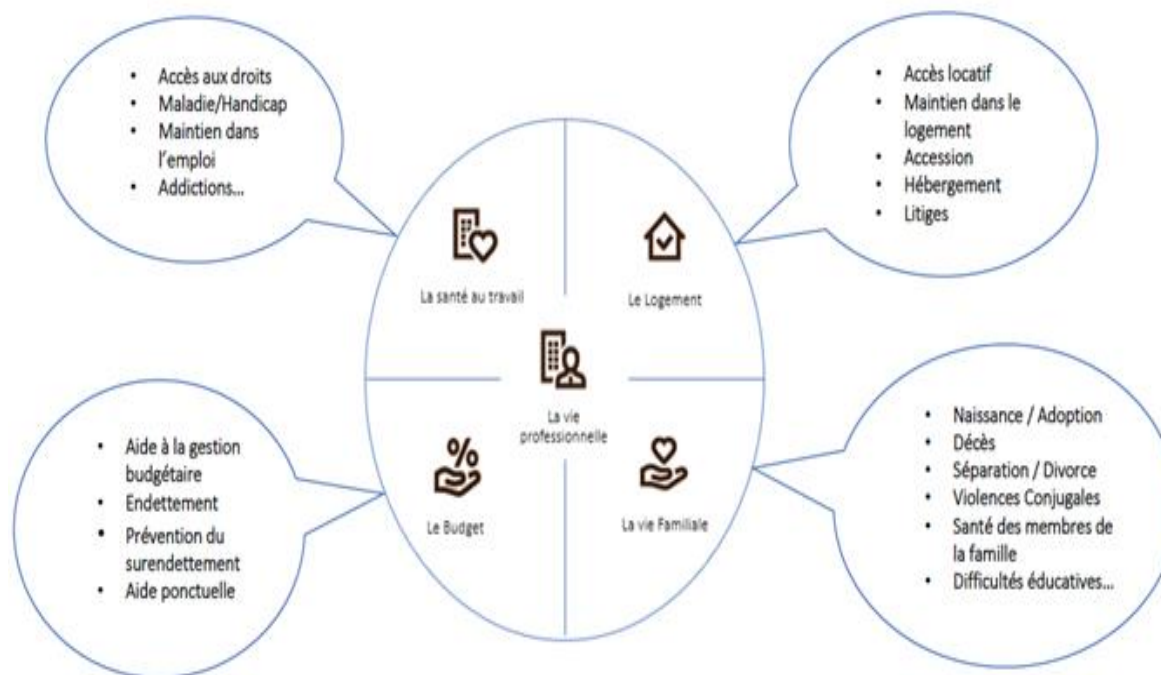 • Accès aux droits
• Maladie/Handicap
• Maintien dans
l'emploi
• Addictions...
• Accès locatif
• Maintien dans le
logement
• Accession
• Hébergement
• Litiges
La santé au travail
Le Logement
La vie
professionnelle
Le Budget
La vie Familiale
• Aide à la gestion
budgétaire
• Endettement
• Prévention du
surendettement
• Aide ponctuelle
• Naissance / Adoption
• Décès
• Séparation / Divorce
• Violences Conjugales
• Santé des membres de
la famille
• Difficultés éducatives...